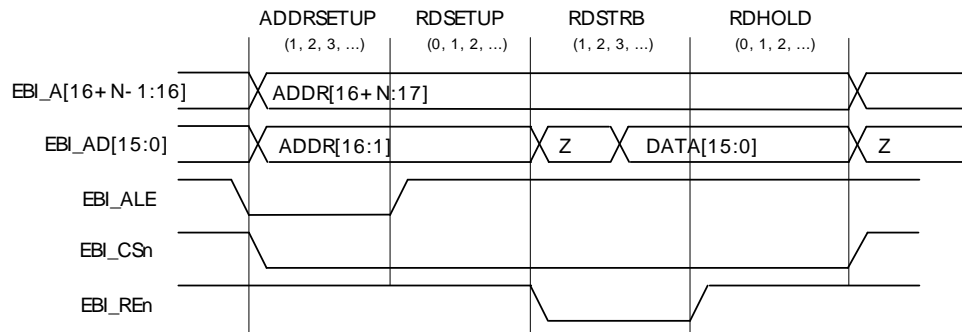 ADDRSETUP RDSETUP RDSTRB RDHOLD
(1, 2, 3, ...) (0, 1, 2, ...) (1, 2, 3, ...) (0, 1, 2, ...)
EBI_A[16+N-1:16] ADDR[16+N:17]
EBI_AD[15:0] ADDR[16:1] Z DATA[15:0] Z
EBI_ALE
EBI_CSn
EBI_REn